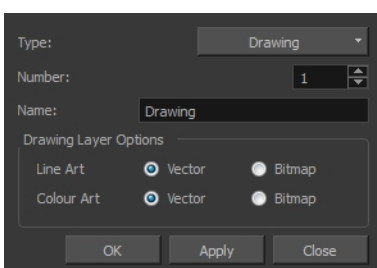 Type: Drawing
Number: 1
Name: Drawing
Drawing Layer Options
Line Art Vector Bitmap
Colour Art Vector Bitmap
OK Apply Close